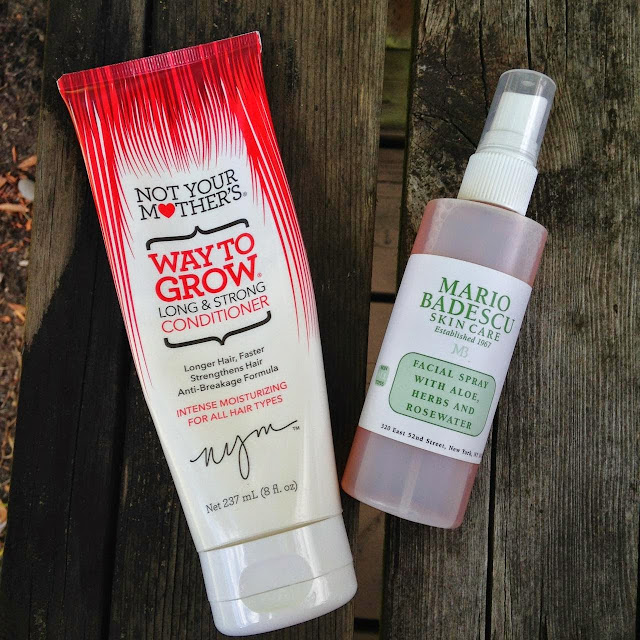 NOT YOUR
MOTHER'S®
WAY TO
GROW®
LONG & STRONG
CONDITIONER
Longer Hair, Faster
Strengthens Hair
Anti-Breakage Formula
INTENSE MOISTURIZING
FOR ALL HAIR TYPES
nym™
Net 237 mL (8 fl. oz)
MARIO
BADESCU
SKIN CARE
Established 1967
MB
FACIAL SPRAY
WITH ALOE,
HERBS AND
ROSEWATER
320 East 52nd Street, New York,